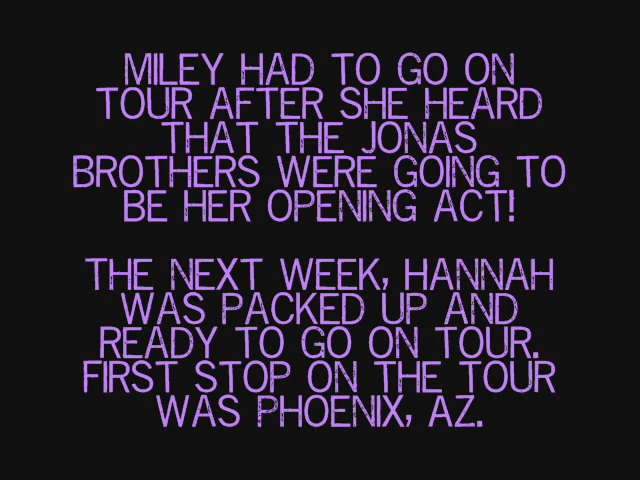 MILEY HAD TO GO ON
TOUR AFTER SHE HEARD
THAT THE JONAS
BROTHERS WERE GOING TO
BE HER OPENING ACT!
THE NEXT WEEK, HANNAH
WAS PACKED UP AND
READY TO GO ON TOUR.
FIRST STOP ON THE TOUR
WAS PHOENIX, AZ.